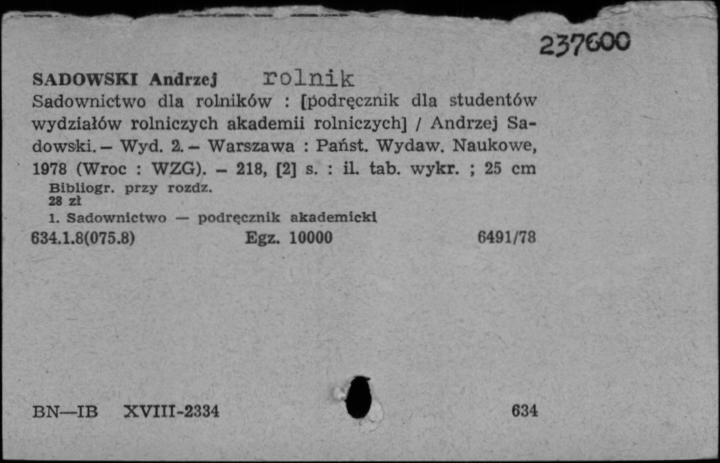 237600
SADOWSKI Andrzej rolnik
Sadownictwo dla rolników : [podręcznik dla studentów
wydziałów rolniczych akademii rolniczych] / Andrzej Sa-
dowski. — Wyd. 2. — Warszawa : Państ. Wydaw. Naukowe,
1978 (Wroc : WZG). — 218, [2] s. : il. tab. wykr. ; 25 cm
Bibliogr. przy rozdz.
28 zł
1. Sadownictwo — podręcznik akademicki
634.1.8(075.8) Egz. 10000 6491/78
BN—IB XVIII-2334 634